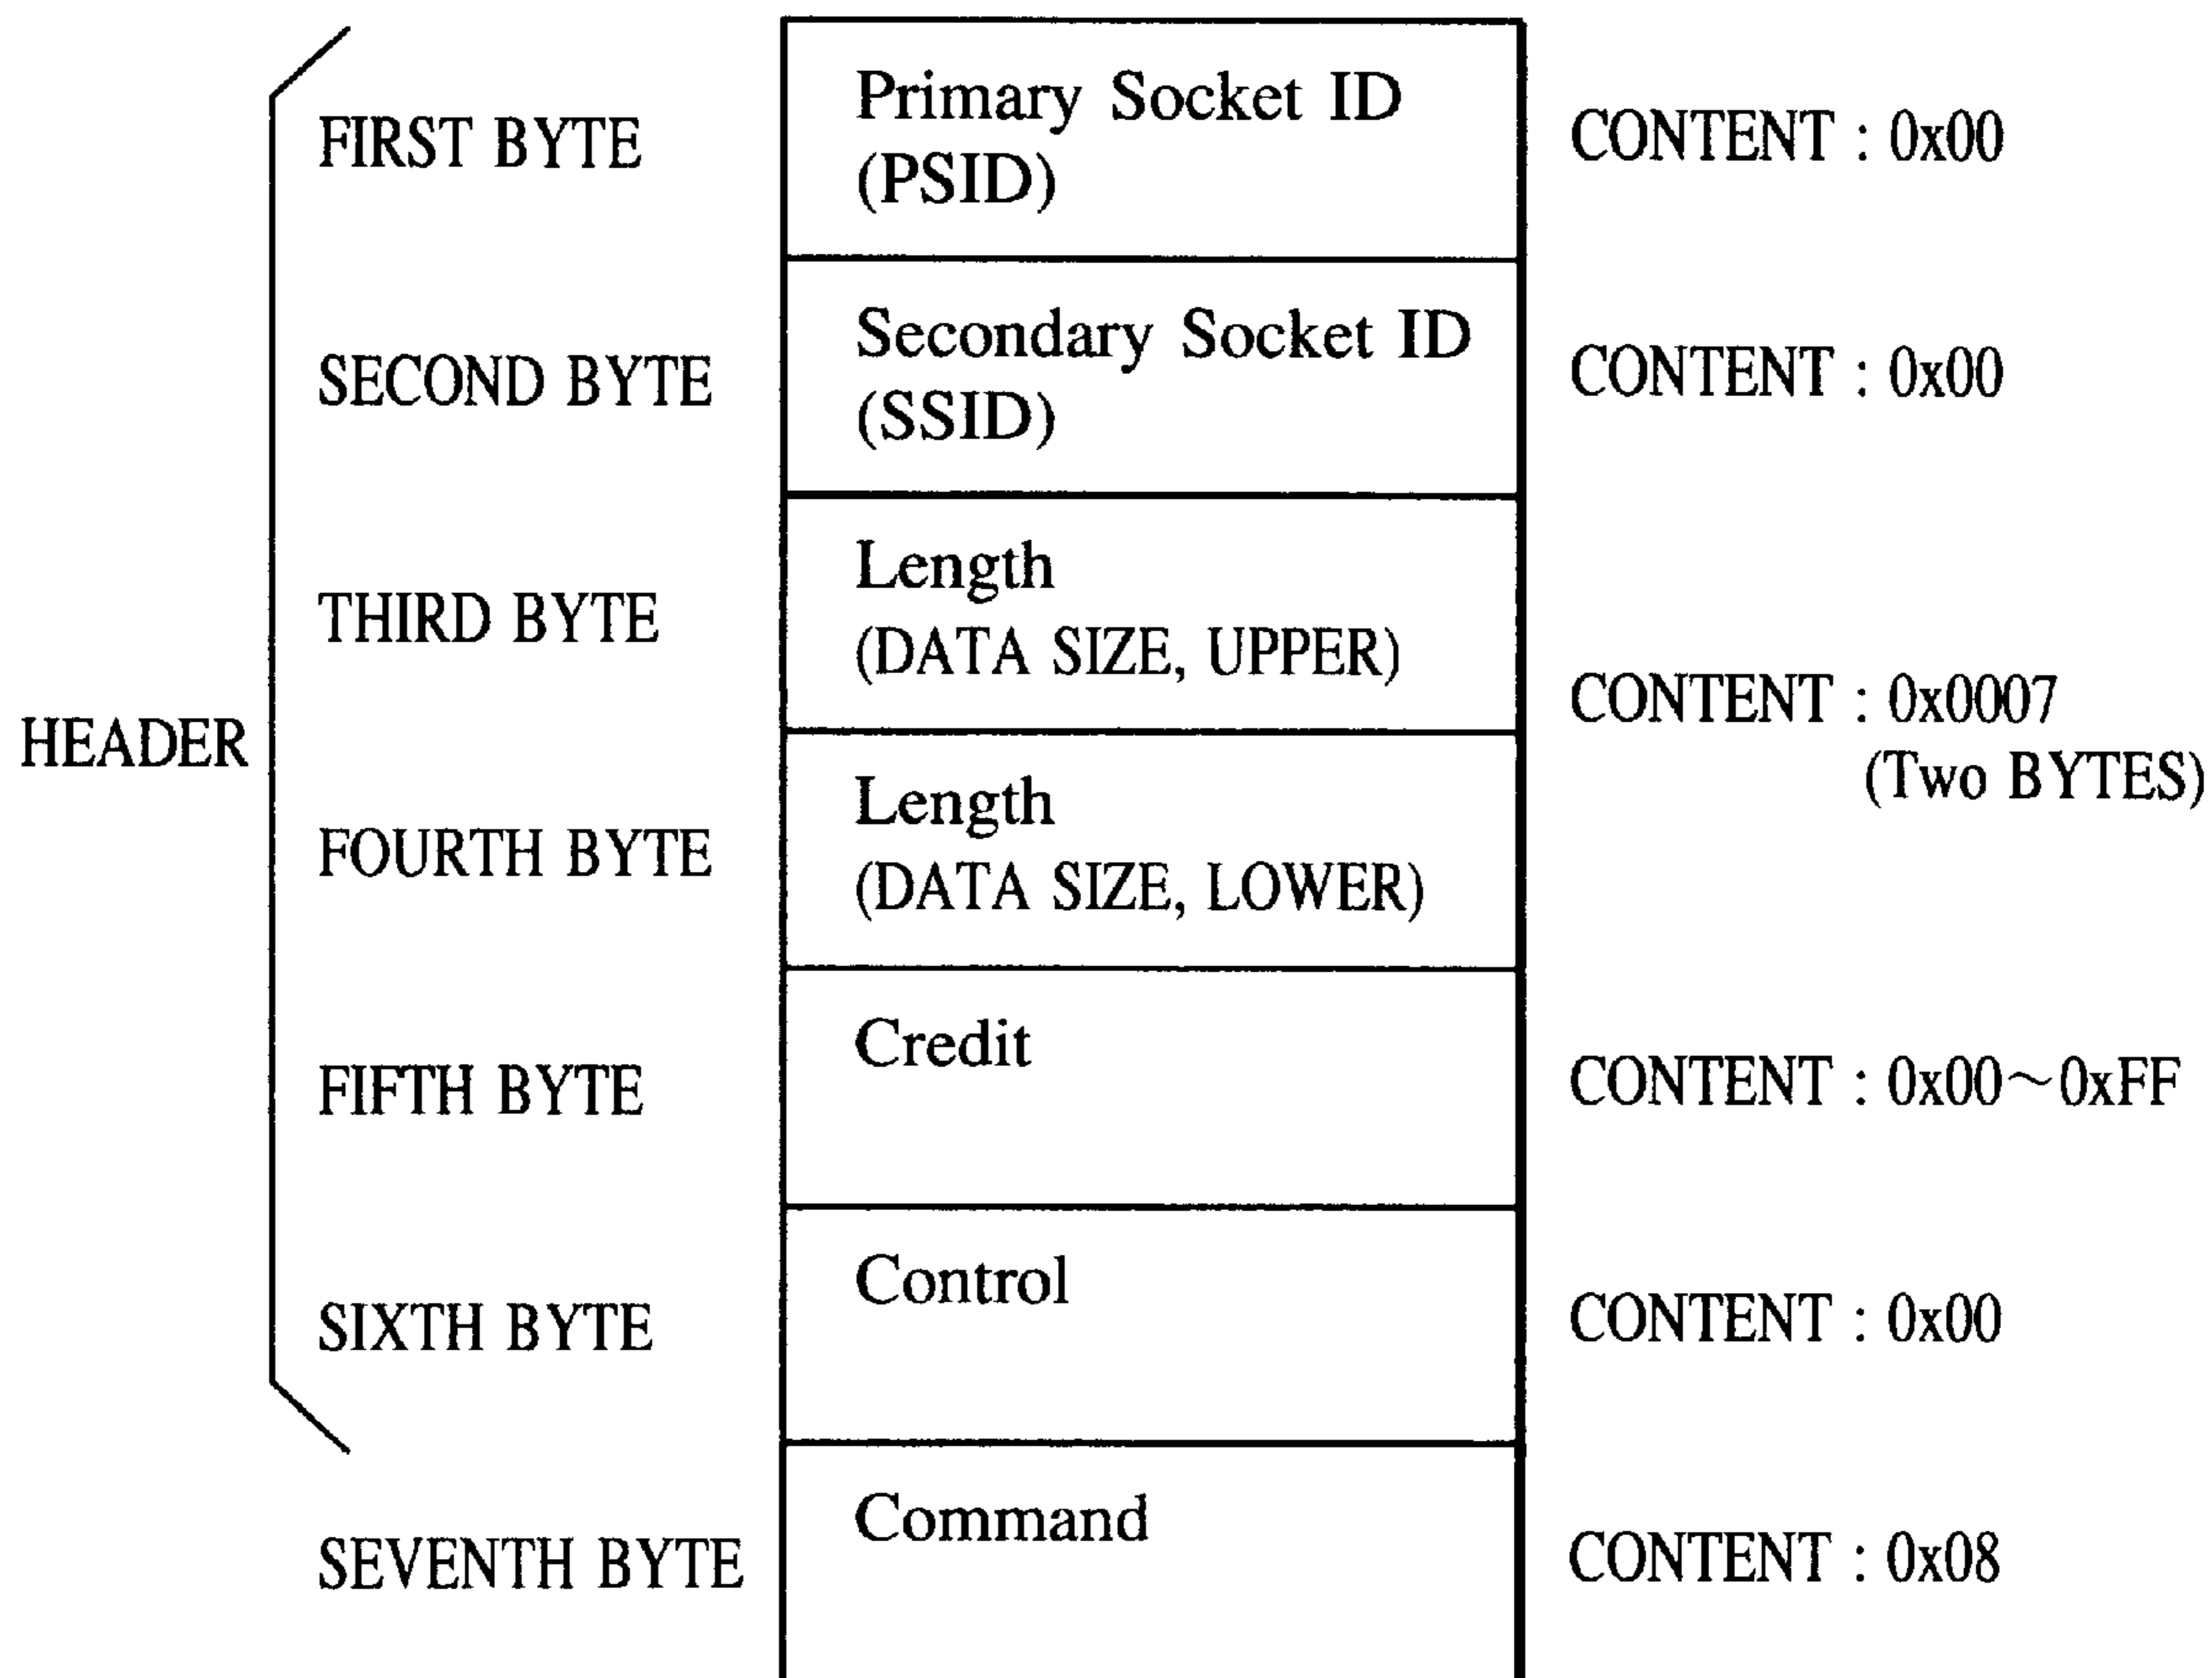 HEADER
FIRST BYTE
Primary Socket ID
(PSID)
CONTENT : 0x00
SECOND BYTE
Secondary Socket ID
(SSID)
CONTENT : 0x00
THIRD BYTE
Length
(DATA SIZE, UPPER)
CONTENT : 0x0007
(Two BYTES)
FOURTH BYTE
Length
(DATA SIZE, LOWER)
FIFTH BYTE
Credit
CONTENT : 0x00～0xFF
SIXTH BYTE
Control
CONTENT : 0x00
SEVENTH BYTE
Command
CONTENT : 0x08